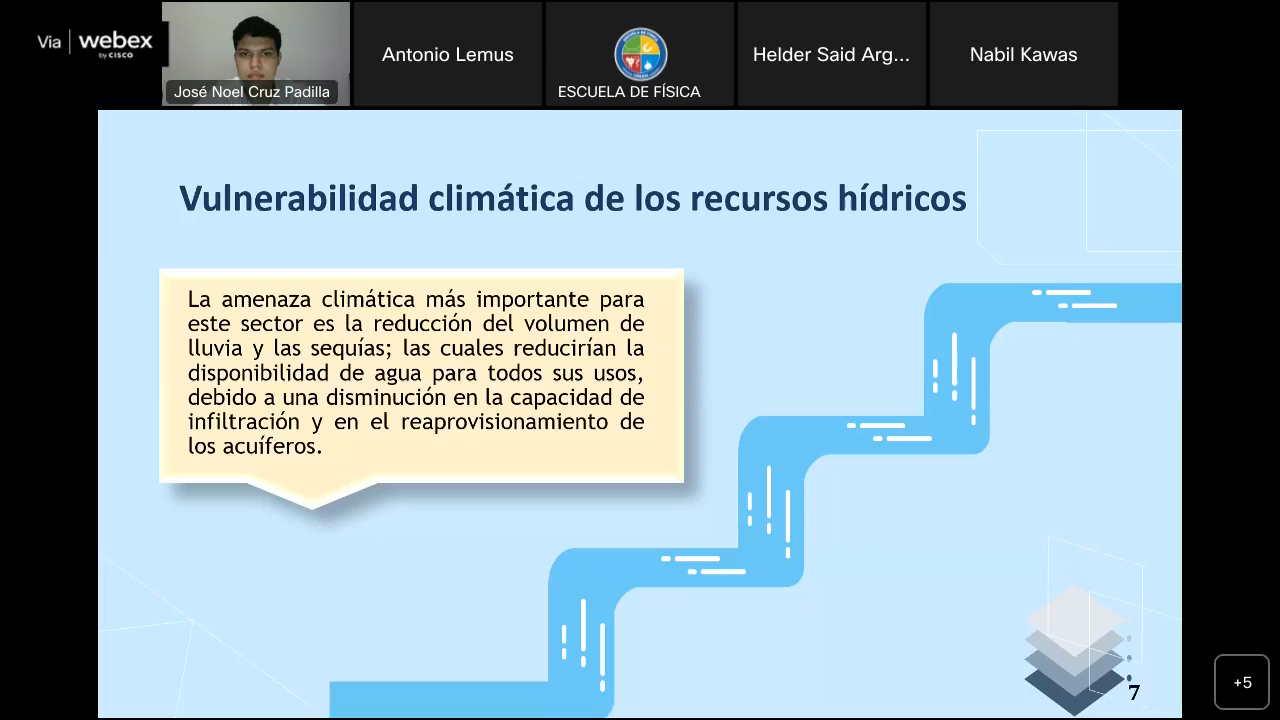 Via webex
by CISCO
José Noel Cruz Padilla
Antonio Lemus
ESCUELA DE FÍSICA
Helder Said Arg...
Nabil Kawas
Vulnerabilidad climática de los recursos hídricos
La amenaza climática más importante para
este sector es la reducción del volumen de
lluvia y las sequías; las cuales reducirían la
disponibilidad de agua para todos sus usos,
debido a una disminución en la capacidad de
infiltración y en el reaprovisionamiento de
los acuíferos.
7
+5